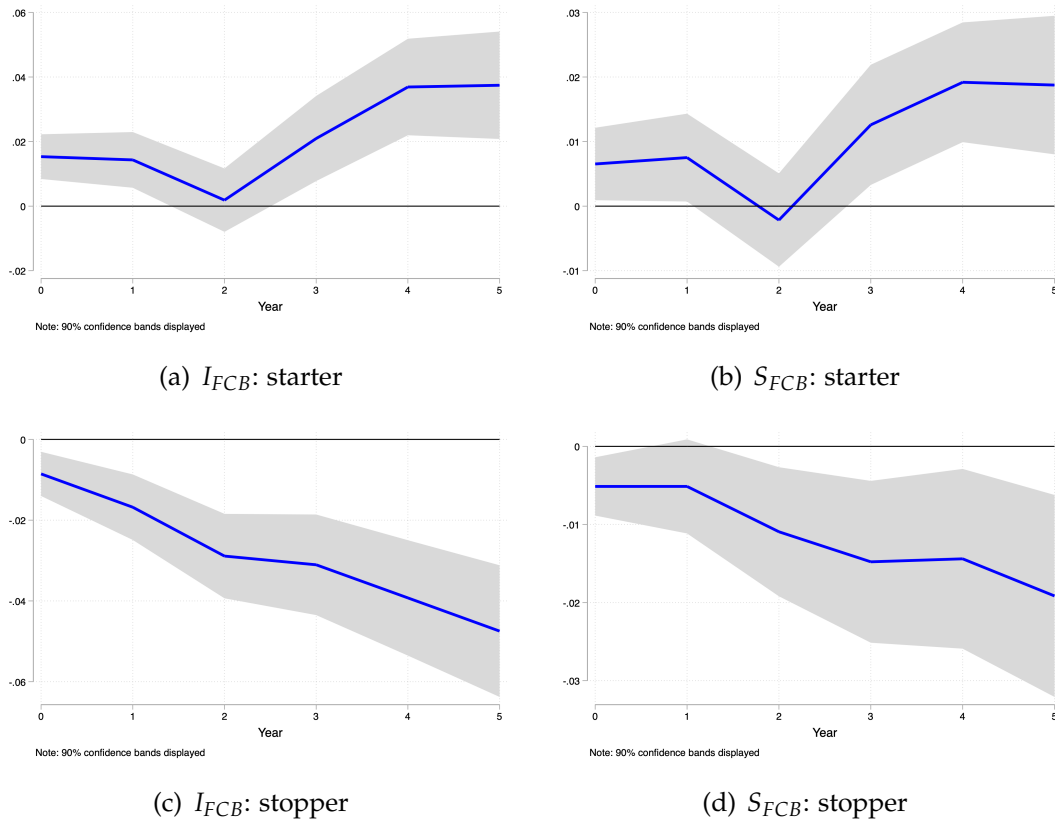 .06
.04
.02
0
-.02
0 1 2 3 4 5
Year
Note: 90% confidence bands displayed
(a) I_FCB: starter
.03
.02
.01
0
-.01
0 1 2 3 4 5
Year
Note: 90% confidence bands displayed
(b) S_FCB: starter
0
-.02
-.04
-.06
0 1 2 3 4 5
Year
Note: 90% confidence bands displayed
(c) I_FCB: stopper
0
-.01
-.02
-.03
0 1 2 3 4 5
Year
Note: 90% confidence bands displayed
(d) S_FCB: stopper